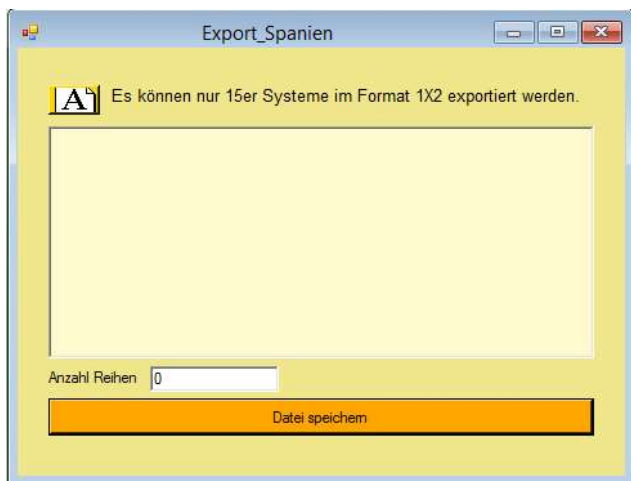 Export_Spanien
A
Es können nur 15er Systeme im Format 1X2 exportiert werden.
Anzahl Reihen 0
Datei speichern